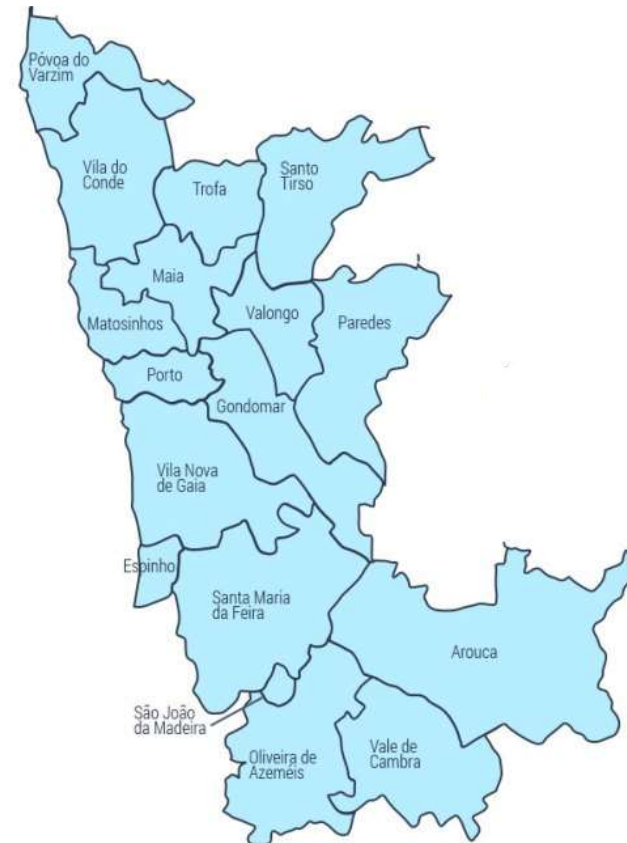 Póvoa do
Varzim
Vila do
Conde
Trofa
Santo
Tirso
Maia
Matosinhos
Valongo
Paredes
Porto
Gondomar
Vila Nova
de Gaia
Espinho
Santa Maria
da Feira
Arouca
São João
da Madeira
Oliveira de
Azeméis
Vale de
Cambra